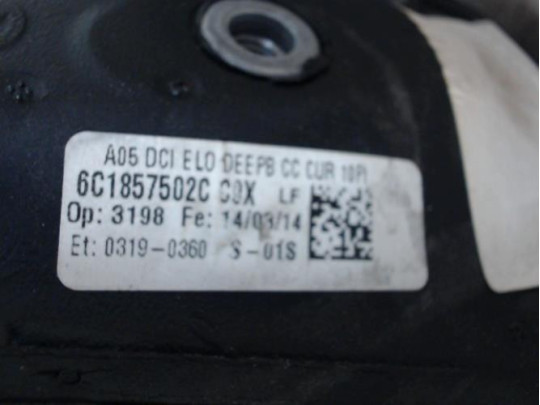 A05 DCI ELO DEEPB CC CUR 10PI
6C1857502C C9X LF
Op: 3198 Fe: 14/03/14
Et: 0319-0360 S-01S